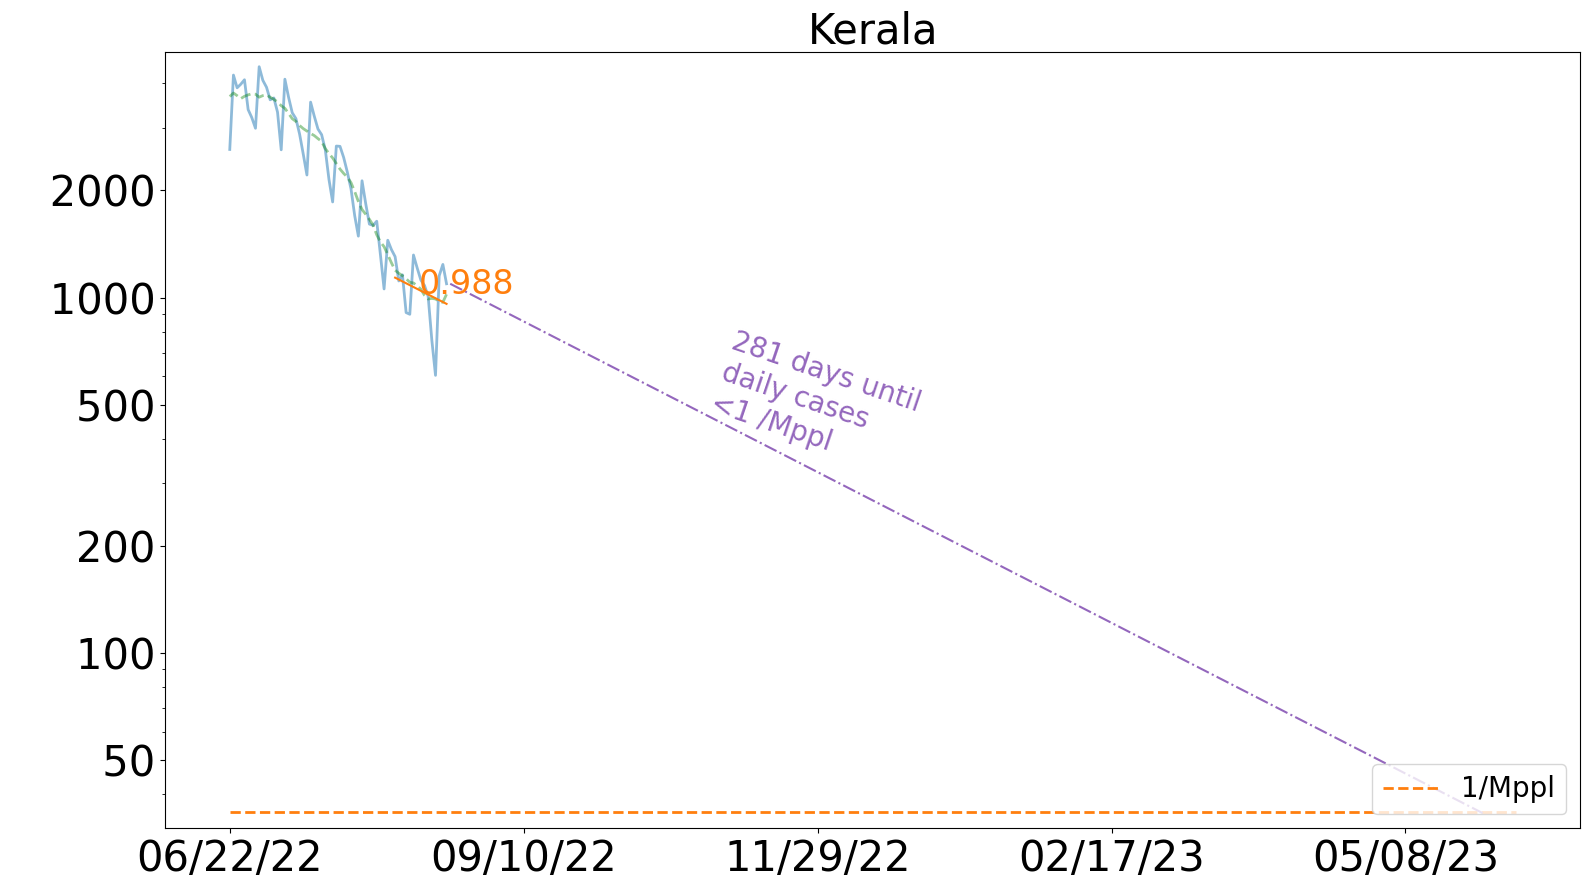 Kerala
2000
1000
500
200
100
50
0.988
281 days until
daily cases
<1 /Mppl
1/Mppl
06/22/22
09/10/22
11/29/22
02/17/23
05/08/23